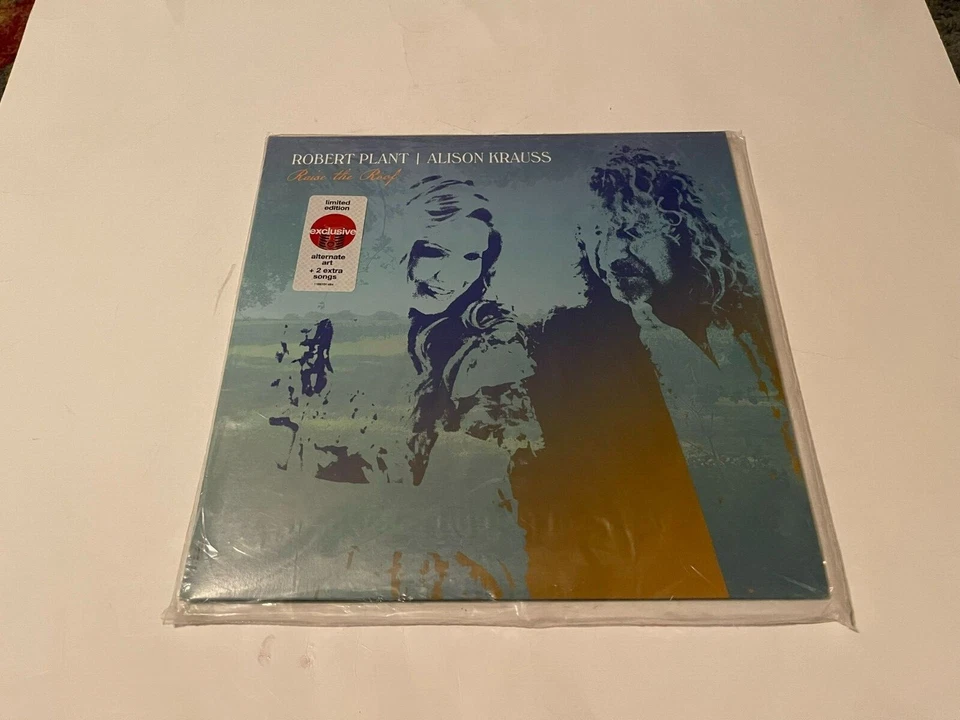 ROBERT PLANT | ALISON KRAUSS
Raise the Roof
limited
edition
exclusive
alternate
art
+ 2 extra
songs